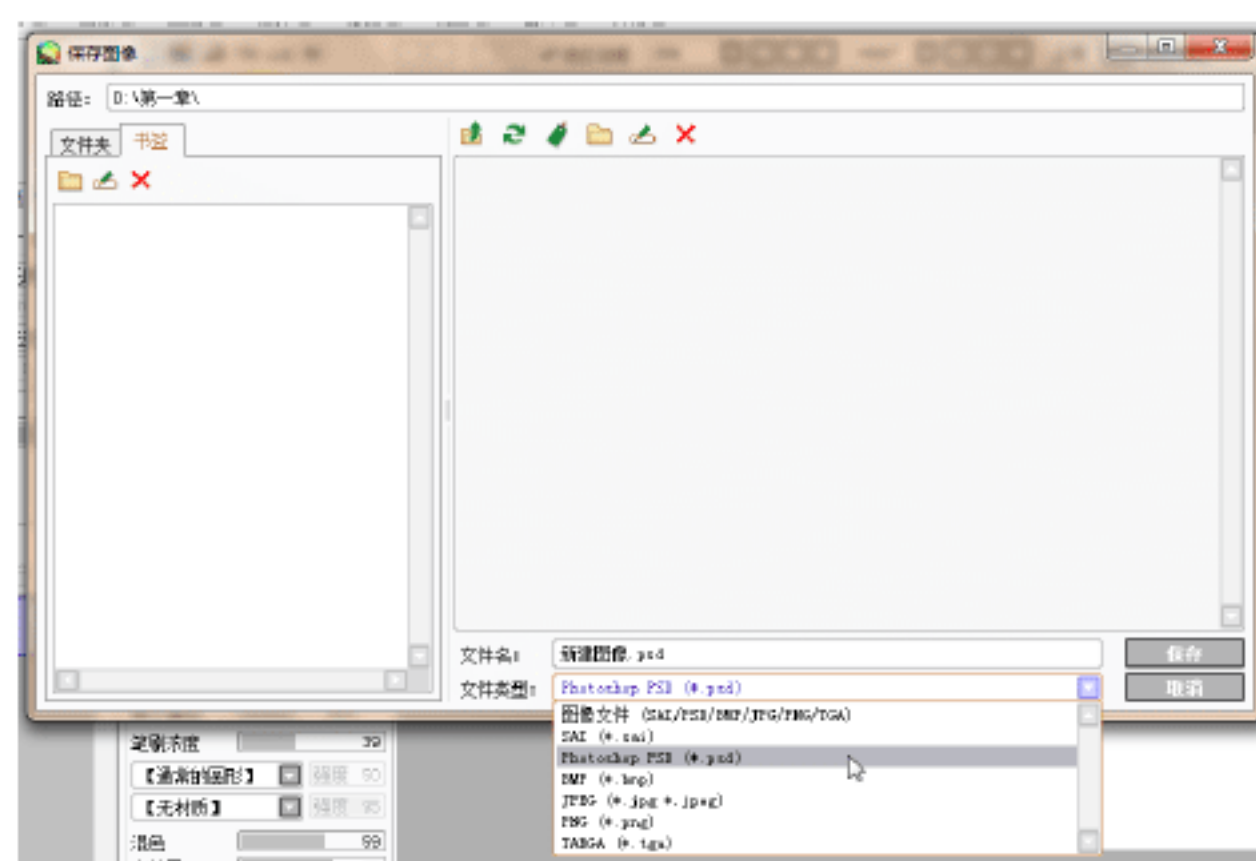 保存图像
路径: D:\第一章\
文件夹 书签
文件名: 新建图像.psd 保存
文件类型: Photoshop PSD (*.psd) 取消
图像文件 (SAI/PSD/BMP/JPG/PNG/TGA)
SAI (*.sai)
Photoshop PSD (*.psd)
BMP (*.bmp)
JPEG (*.jpg *.jpeg)
PNG (*.png)
TARGA (*.tga)
笔刷浓度 39
【通常的圆形】 强度 50
【无材质】 强度 95
混色 99